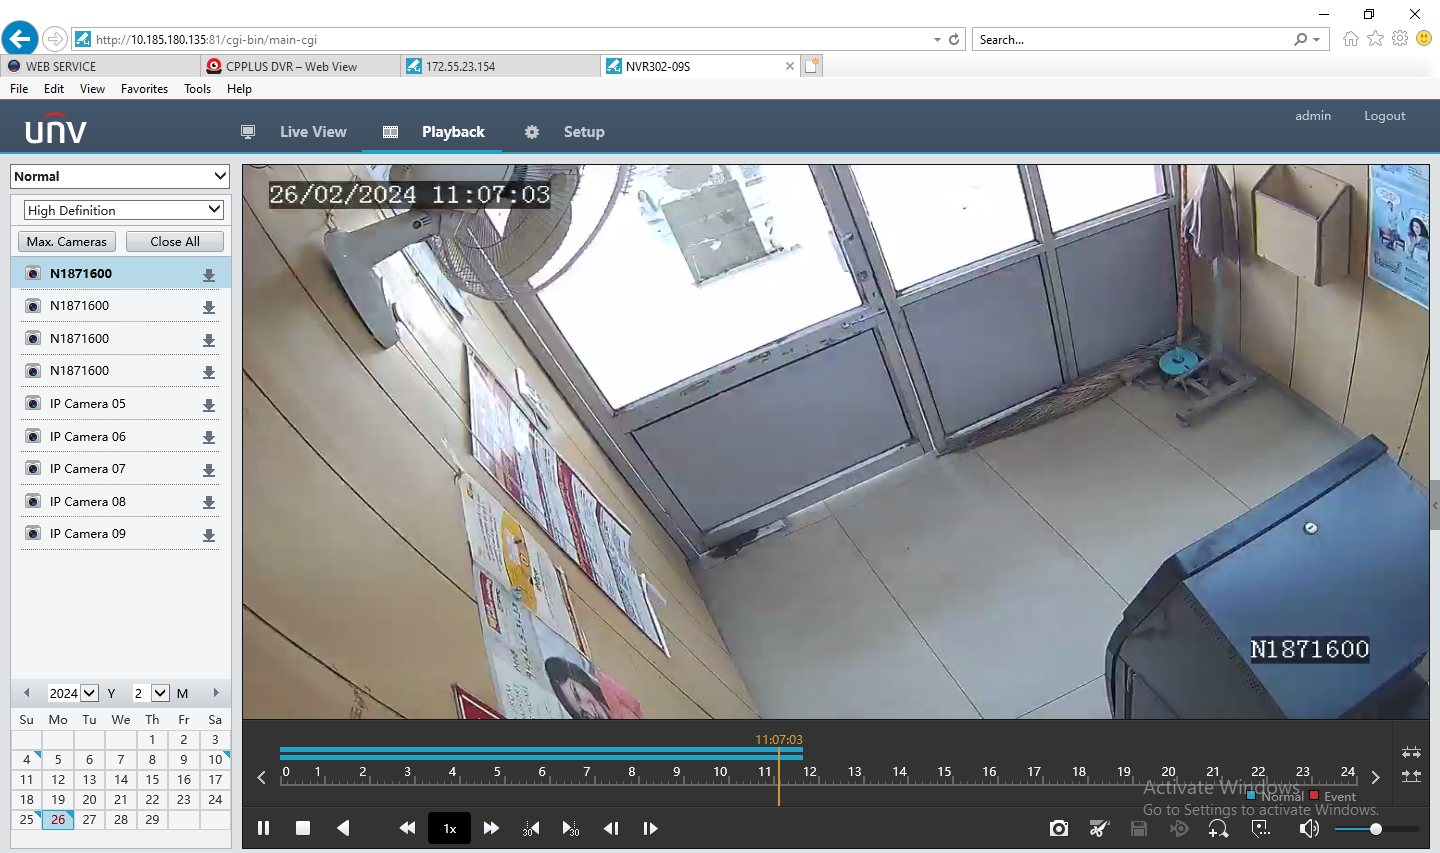 http://10.185.180.135:81/cgi-bin/main-cgi
Search...
WEB SERVICE
CPPLUS DVR – Web View
172.55.23.154
NVR302-09S
File Edit View Favorites Tools Help
unv
Live View
Playback
Setup
admin
Logout
Normal
High Definition
Max. Cameras
Close All
N1871600
N1871600
N1871600
N1871600
IP Camera 05
IP Camera 06
IP Camera 07
IP Camera 08
IP Camera 09
2024 Y 2 M
Su Mo Tu We Th Fr Sa
1 2 3
4 5 6 7 8 9 10
11 12 13 14 15 16 17
18 19 20 21 22 23 24
25 26 27 28 29
26/02/2024 11:07:03
N1871600
11:07:03
0 1 2 3 4 5 6 7 8 9 10 11 12 13 14 15 16 17 18 19 20 21 22 23 24
Normal Event
Activate Windows
Go to Settings to activate Windows.
1x
30
30